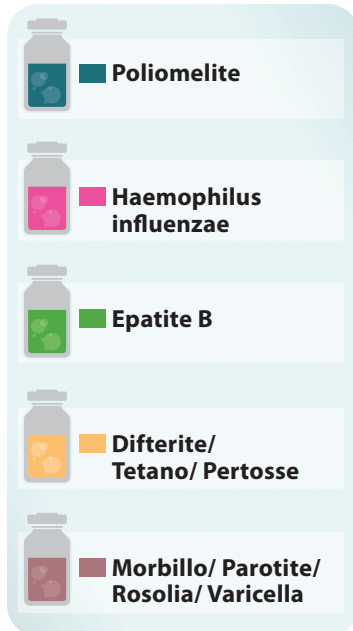 Poliomelite
Haemophilus
influenzae
Epatite B
Difterite/
Tetano/ Pertosse
Morbillo/ Parotite/
Rosolia/ Varicella